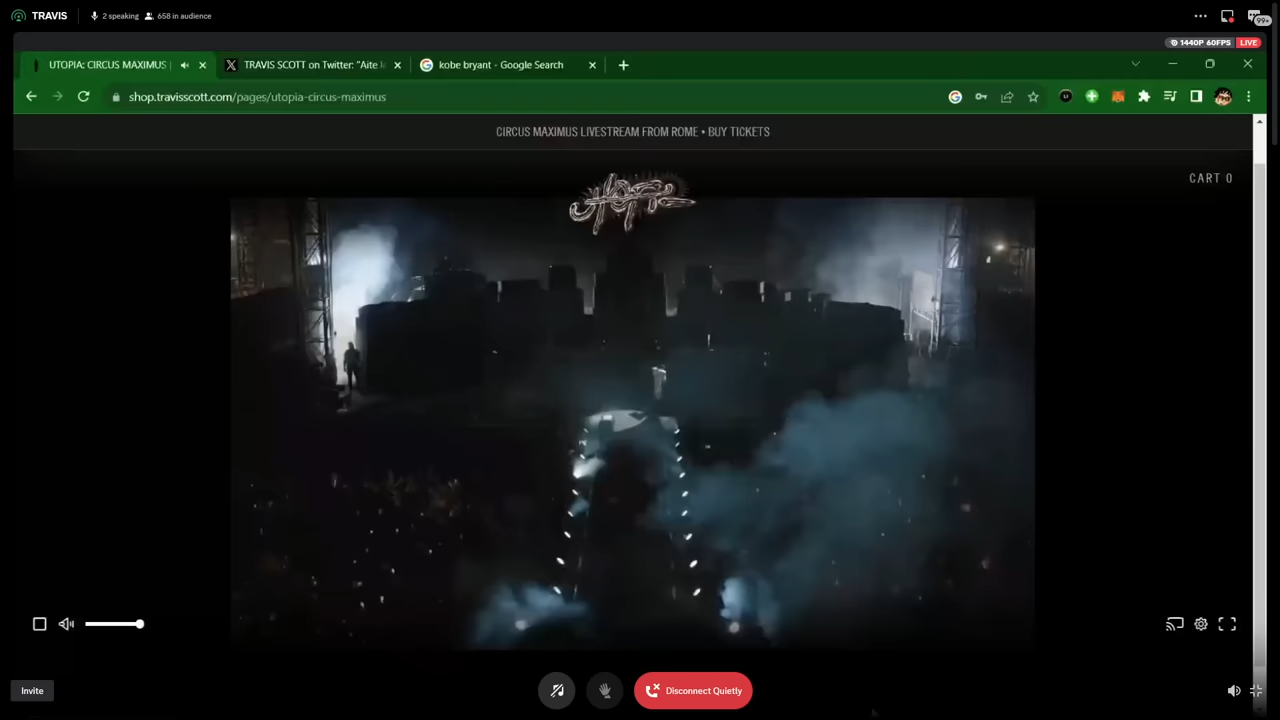 TRAVIS
2 speaking
658 in audience
99+
1440P 60FPS
LIVE
UTOPIA: CIRCUS MAXIMUS |
TRAVIS SCOTT on Twitter: "Aite
kobe bryant - Google Search
shop.travisscott.com/pages/utopia-circus-maximus
CIRCUS MAXIMUS LIVESTREAM FROM ROME • BUY TICKETS
CART 0
Invite
Disconnect Quietly